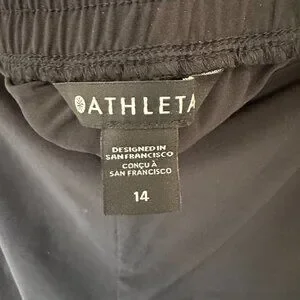 ATHLETA
DESIGNED IN
SAN FRANCISCO
CONÇU À
SAN FRANCISCO
14